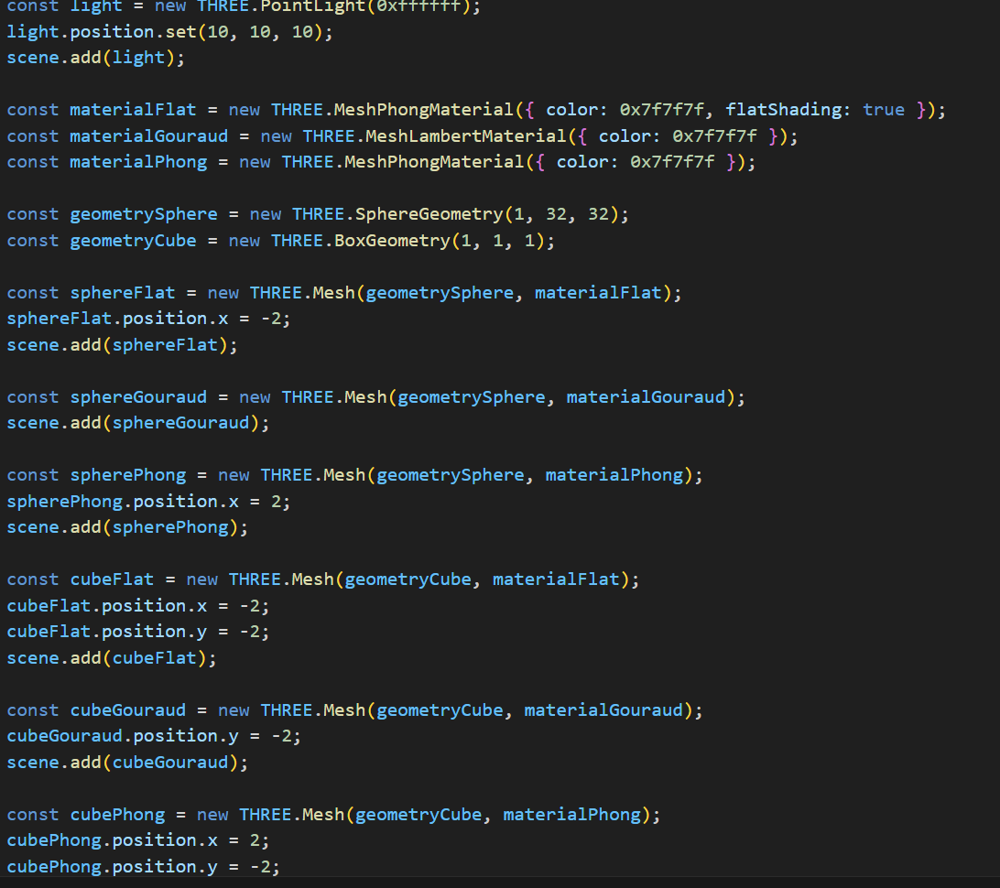 const light = new THREE.PointLight(0xffffff);
light.position.set(10, 10, 10);
scene.add(light);
const materialFlat = new THREE.MeshPhongMaterial({ color: 0x7f7f7f, flatShading: true });
const materialGouraud = new THREE.MeshLambertMaterial({ color: 0x7f7f7f });
const materialPhong = new THREE.MeshPhongMaterial({ color: 0x7f7f7f });
const geometrySphere = new THREE.SphereGeometry(1, 32, 32);
const geometryCube = new THREE.BoxGeometry(1, 1, 1);
const sphereFlat = new THREE.Mesh(geometrySphere, materialFlat);
sphereFlat.position.x = -2;
scene.add(sphereFlat);
const sphereGouraud = new THREE.Mesh(geometrySphere, materialGouraud);
scene.add(sphereGouraud);
const spherePhong = new THREE.Mesh(geometrySphere, materialPhong);
spherePhong.position.x = 2;
scene.add(spherePhong);
const cubeFlat = new THREE.Mesh(geometryCube, materialFlat);
cubeFlat.position.x = -2;
cubeFlat.position.y = -2;
scene.add(cubeFlat);
const cubeGouraud = new THREE.Mesh(geometryCube, materialGouraud);
cubeGouraud.position.y = -2;
scene.add(cubeGouraud);
const cubePhong = new THREE.Mesh(geometryCube, materialPhong);
cubePhong.position.x = 2;
cubePhong.position.y = -2;